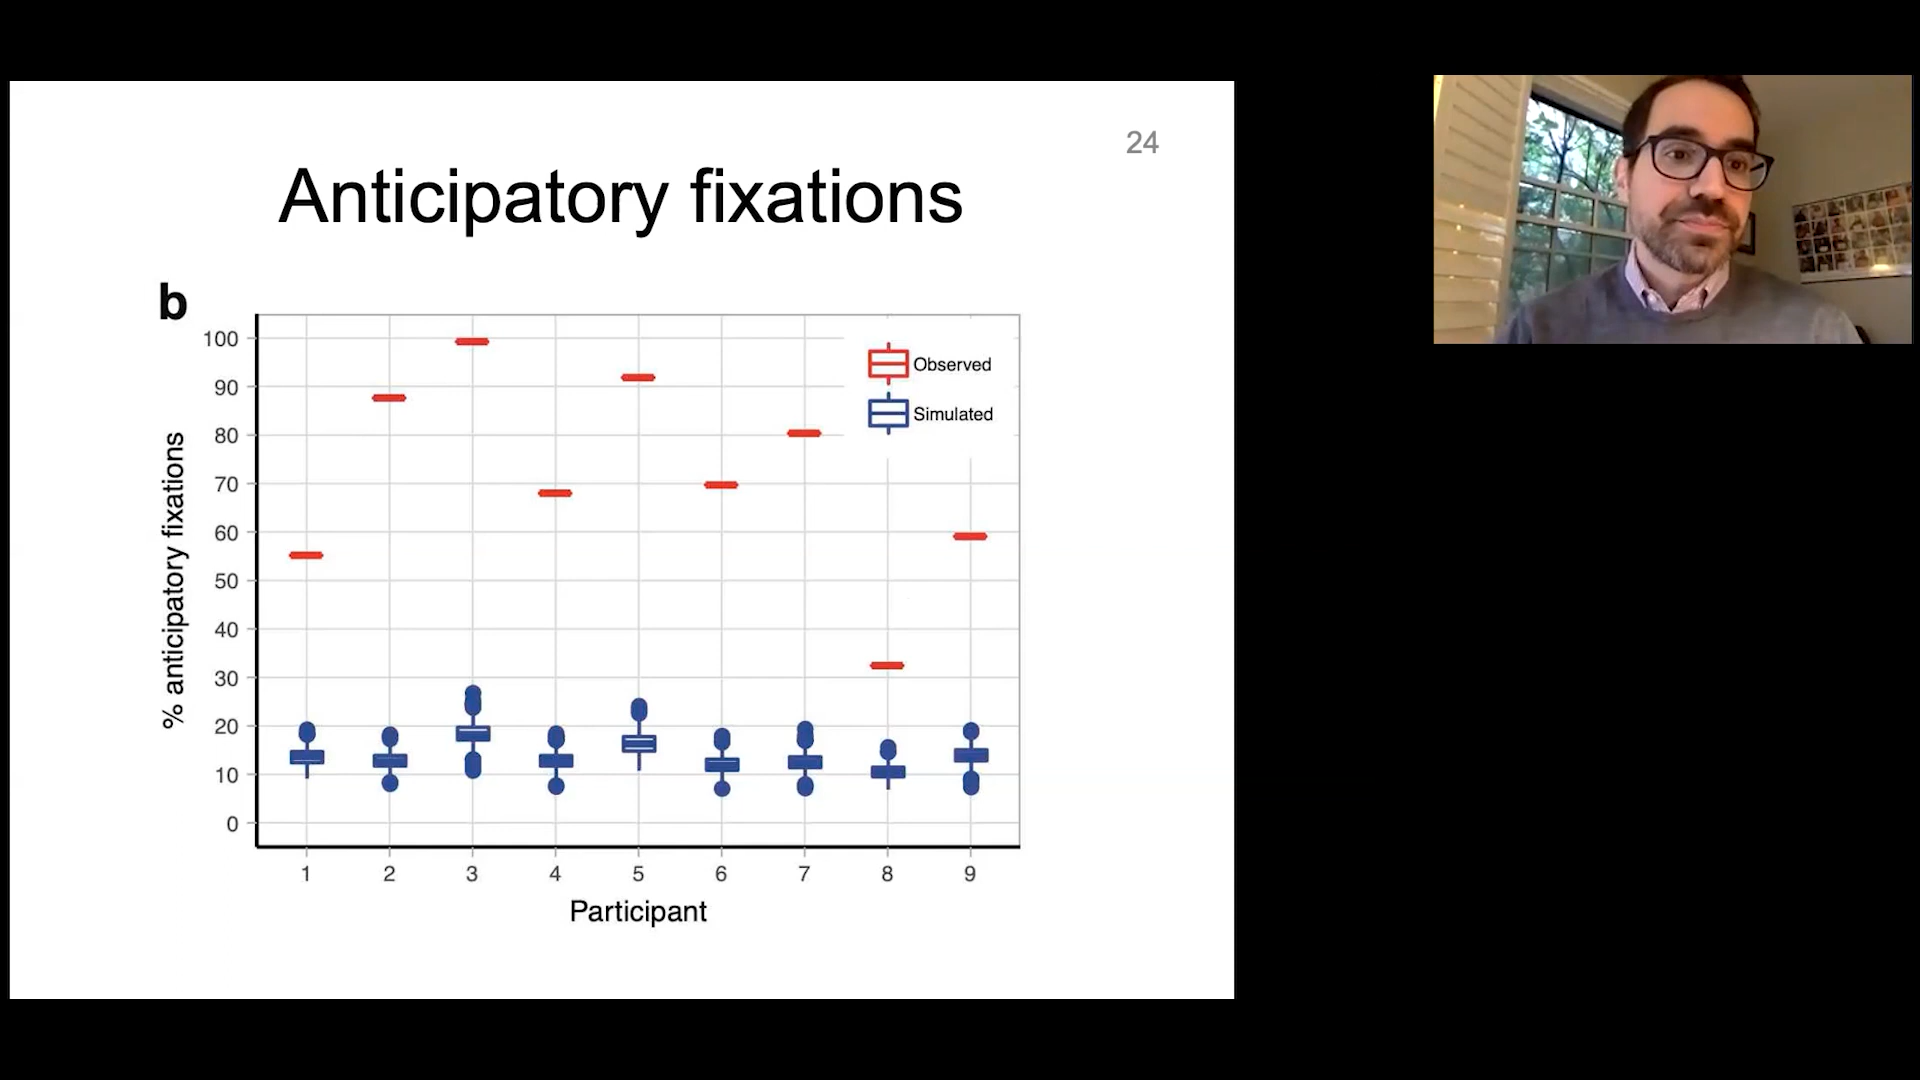 24
Anticipatory fixations
b
% anticipatory fixations
100
90
80
70
60
50
40
30
20
10
0
Observed
Simulated
1 2 3 4 5 6 7 8 9
Participant